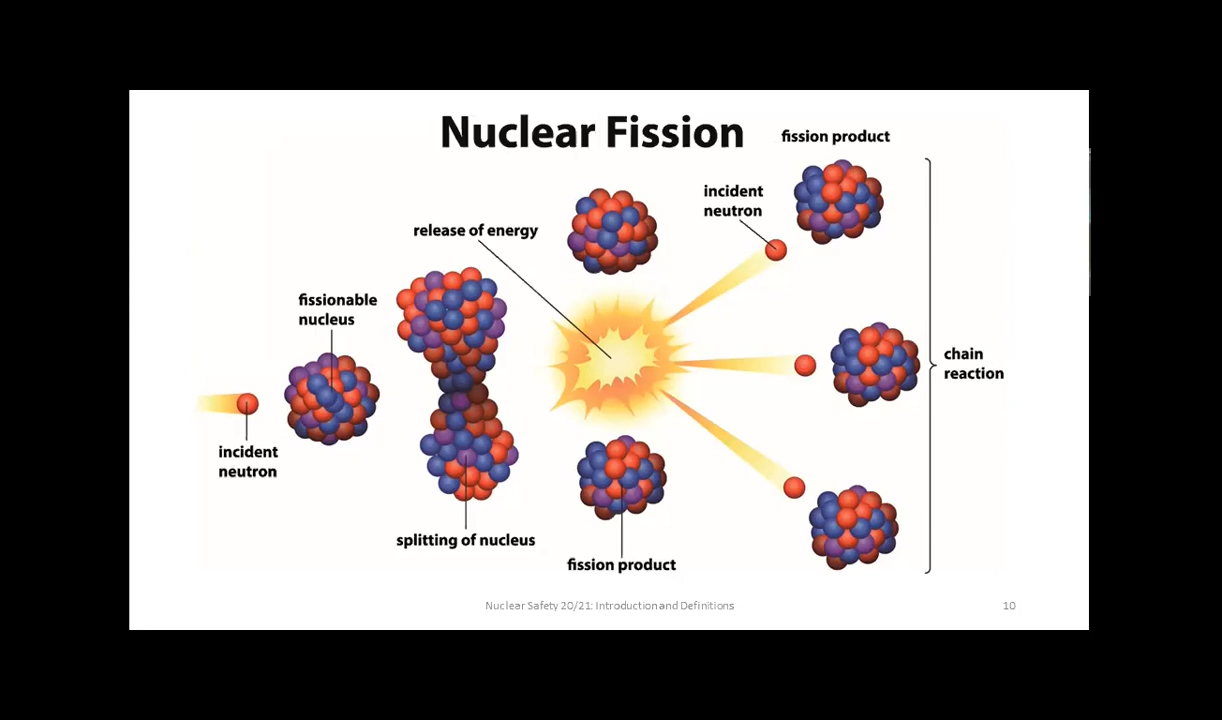 Nuclear Fission
fission product
incident
neutron
release of energy
fissionable
nucleus
chain
reaction
incident
neutron
splitting of nucleus
fission product
Nuclear Safety 20/21: Introduction and Definitions
10